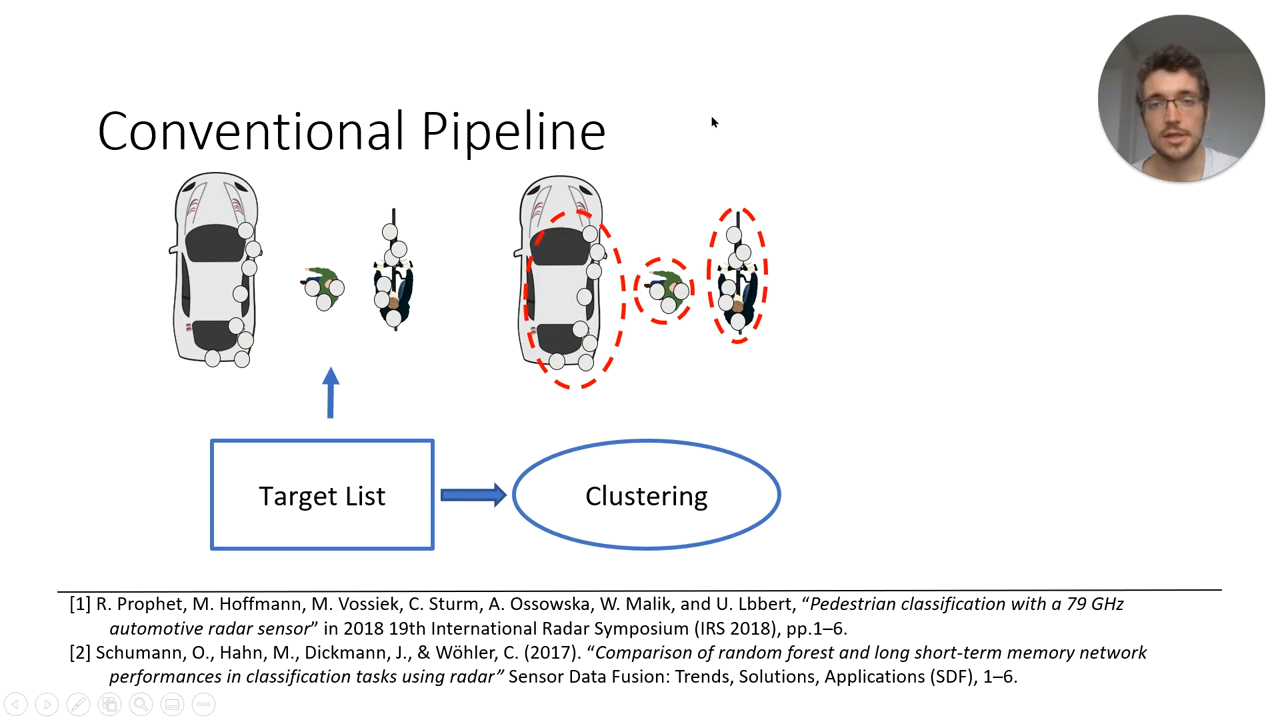 Conventional Pipeline
Target List
Clustering
[1] R. Prophet, M. Hoffmann, M. Vossiek, C. Sturm, A. Ossowska, W. Malik, and U. Lbbert, “Pedestrian classification with a 79 GHz
automotive radar sensor” in 2018 19th International Radar Symposium (IRS 2018), pp.1–6.
[2] Schumann, O., Hahn, M., Dickmann, J., & Wöhler, C. (2017). “Comparison of random forest and long short-term memory network
performances in classification tasks using radar” Sensor Data Fusion: Trends, Solutions, Applications (SDF), 1–6.